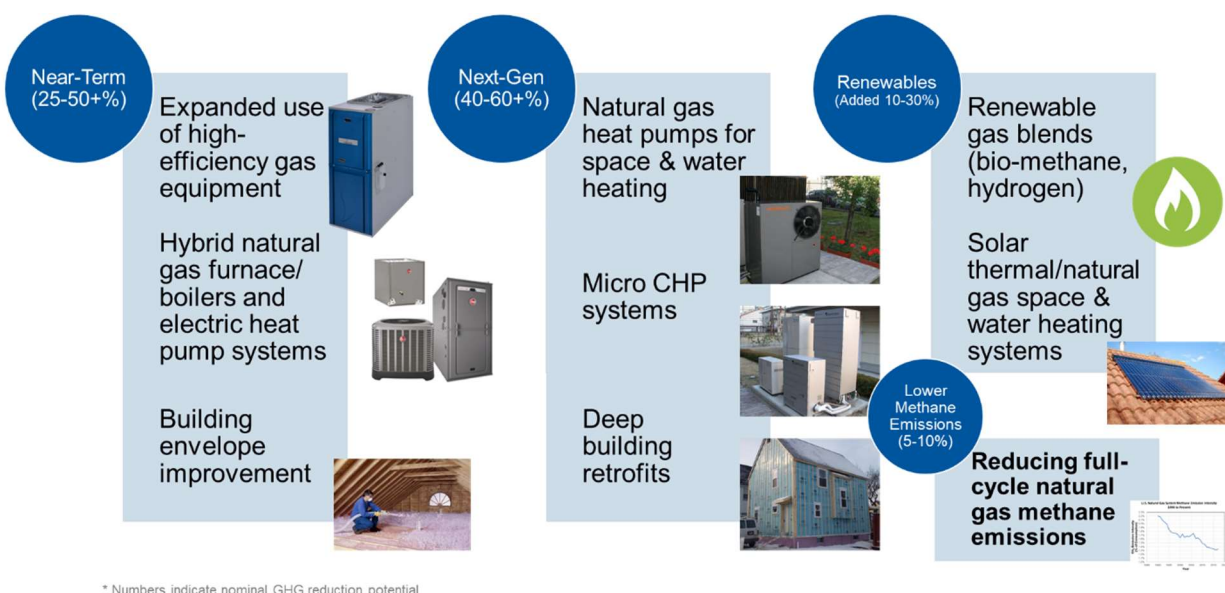 Near-Term
(25-50+%)
Expanded use
of high-
efficiency gas
equipment
Hybrid natural
gas furnace/
boilers and
electric heat
pump systems
Building
envelope
improvement
Next-Gen
(40-60+%)
Natural gas
heat pumps for
space & water
heating
Micro CHP
systems
Deep
building
retrofits
Renewables
(Added 10-30%)
Renewable
gas blends
(bio-methane,
hydrogen)
Solar
thermal/natural
gas space &
water heating
systems
Lower
Methane
Emissions
(5-10%)
Reducing full-
cycle natural
gas methane
emissions
* Numbers indicate nominal GHG reduction potential